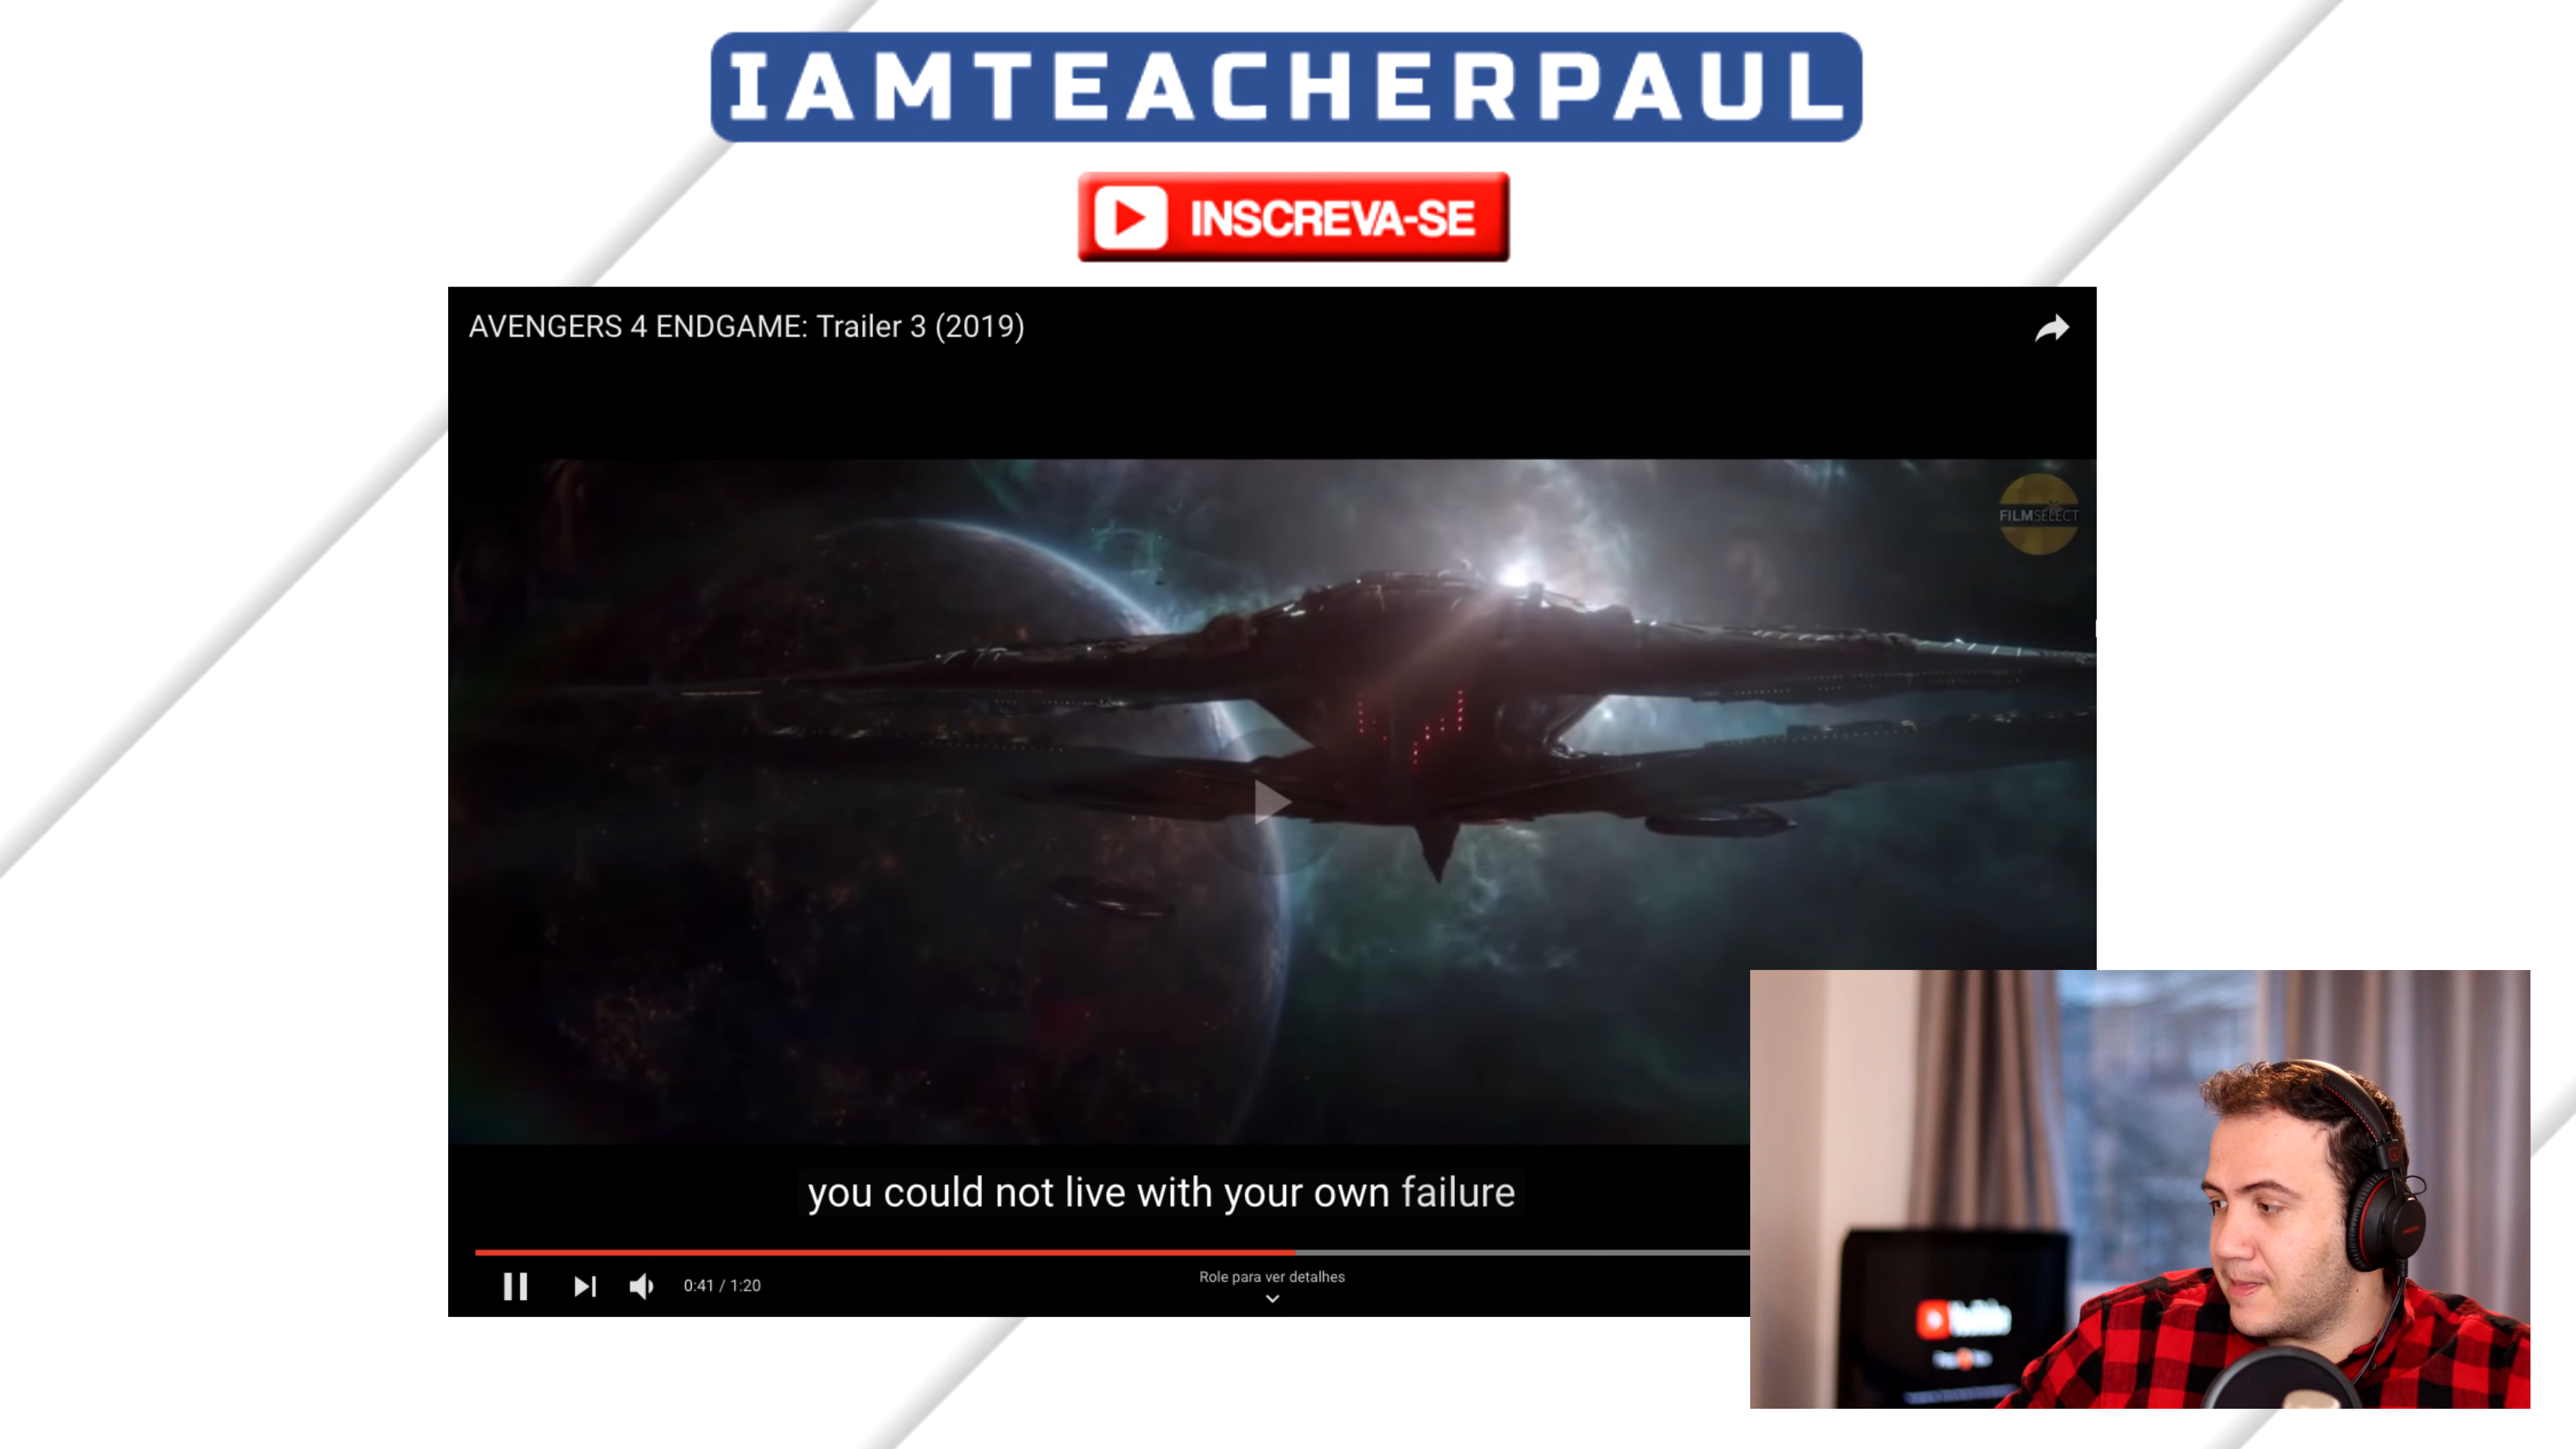 IAMTEACHERPAUL
INSCREVA-SE
AVENGERS 4 ENDGAME: Trailer 3 (2019)
FILMSELECT
you could not live with your own failure
0:41 / 1:20
Role para ver detalhes
YouTube